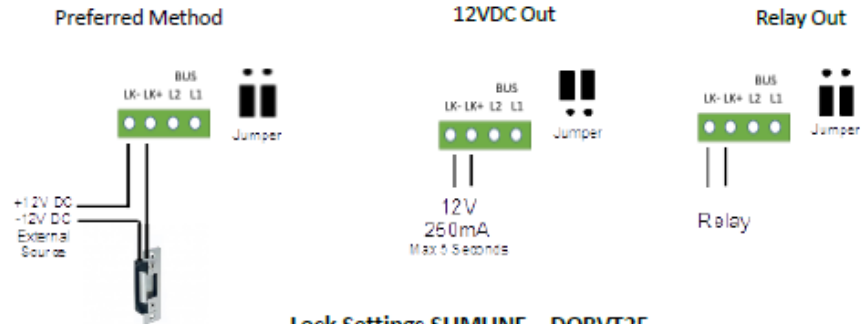 Preferred Method
12VDC Out
Relay Out
BUS
LK- LK+ L2 L1
Jumper
BUS
LK- LK+ L2 L1
Jumper
BUS
LK- LK+ L2 L1
Jumper
+12V DC
-12V DC
External
Source
12V
250mA
Max 5 Seconds
Relay